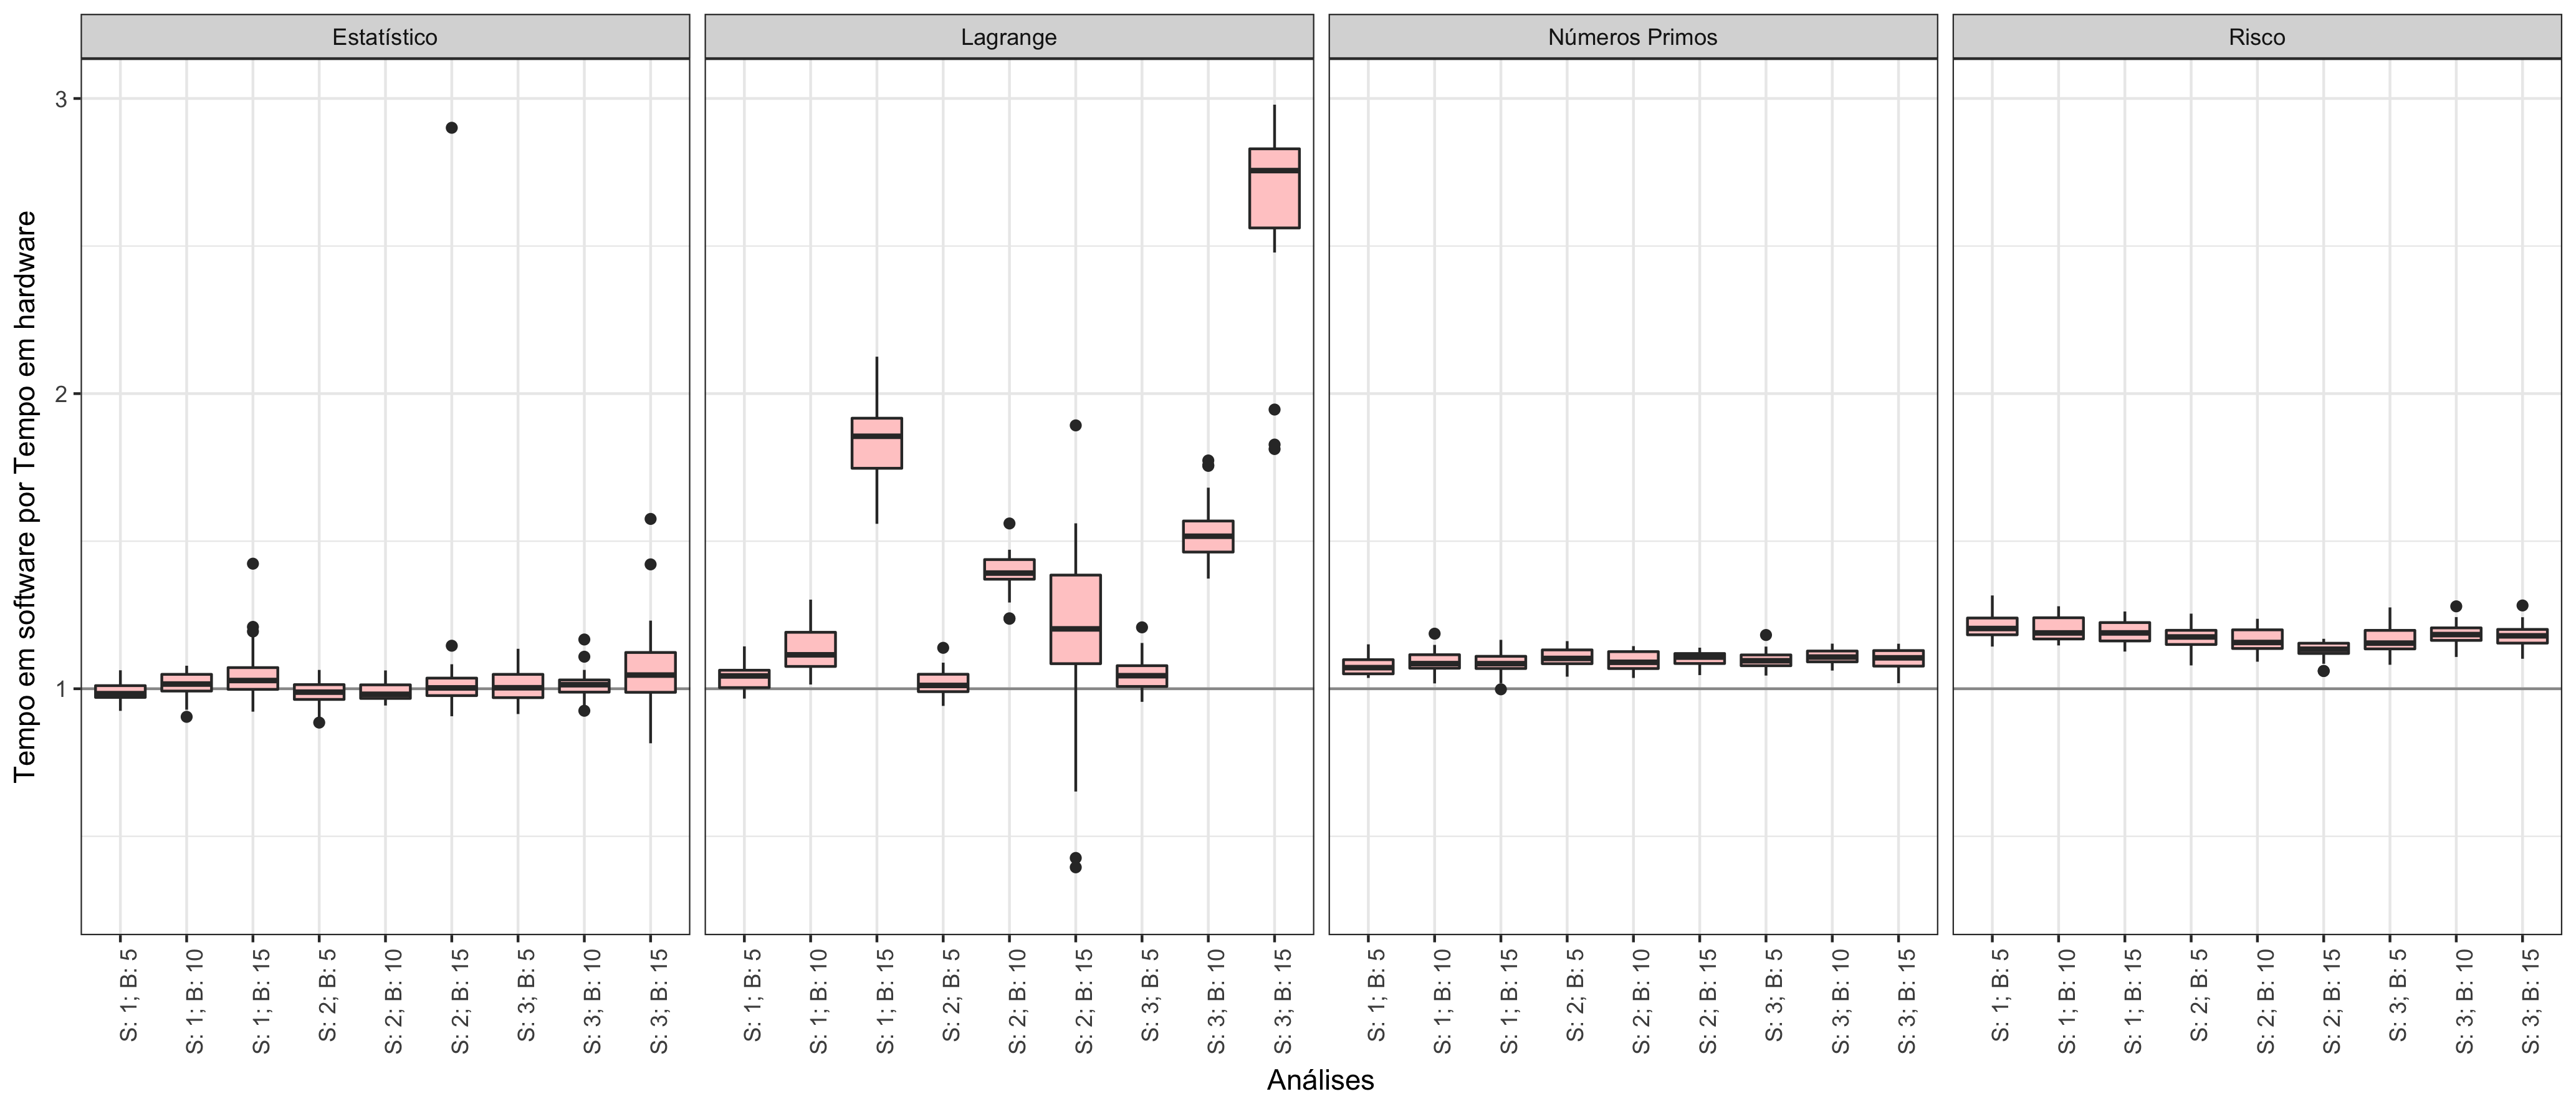 Estatístico
Lagrange
Números Primos
Risco
Tempo em software por Tempo em hardware
3
2
1
S: 1; B: 5
S: 1; B: 10
S: 1; B: 15
S: 2; B: 5
S: 2; B: 10
S: 2; B: 15
S: 3; B: 5
S: 3; B: 10
S: 3; B: 15
S: 1; B: 5
S: 1; B: 10
S: 1; B: 15
S: 2; B: 5
S: 2; B: 10
S: 2; B: 15
S: 3; B: 5
S: 3; B: 10
S: 3; B: 15
S: 1; B: 5
S: 1; B: 10
S: 1; B: 15
S: 2; B: 5
S: 2; B: 10
S: 2; B: 15
S: 3; B: 5
S: 3; B: 10
S: 3; B: 15
S: 1; B: 5
S: 1; B: 10
S: 1; B: 15
S: 2; B: 5
S: 2; B: 10
S: 2; B: 15
S: 3; B: 5
S: 3; B: 10
S: 3; B: 15
Análises